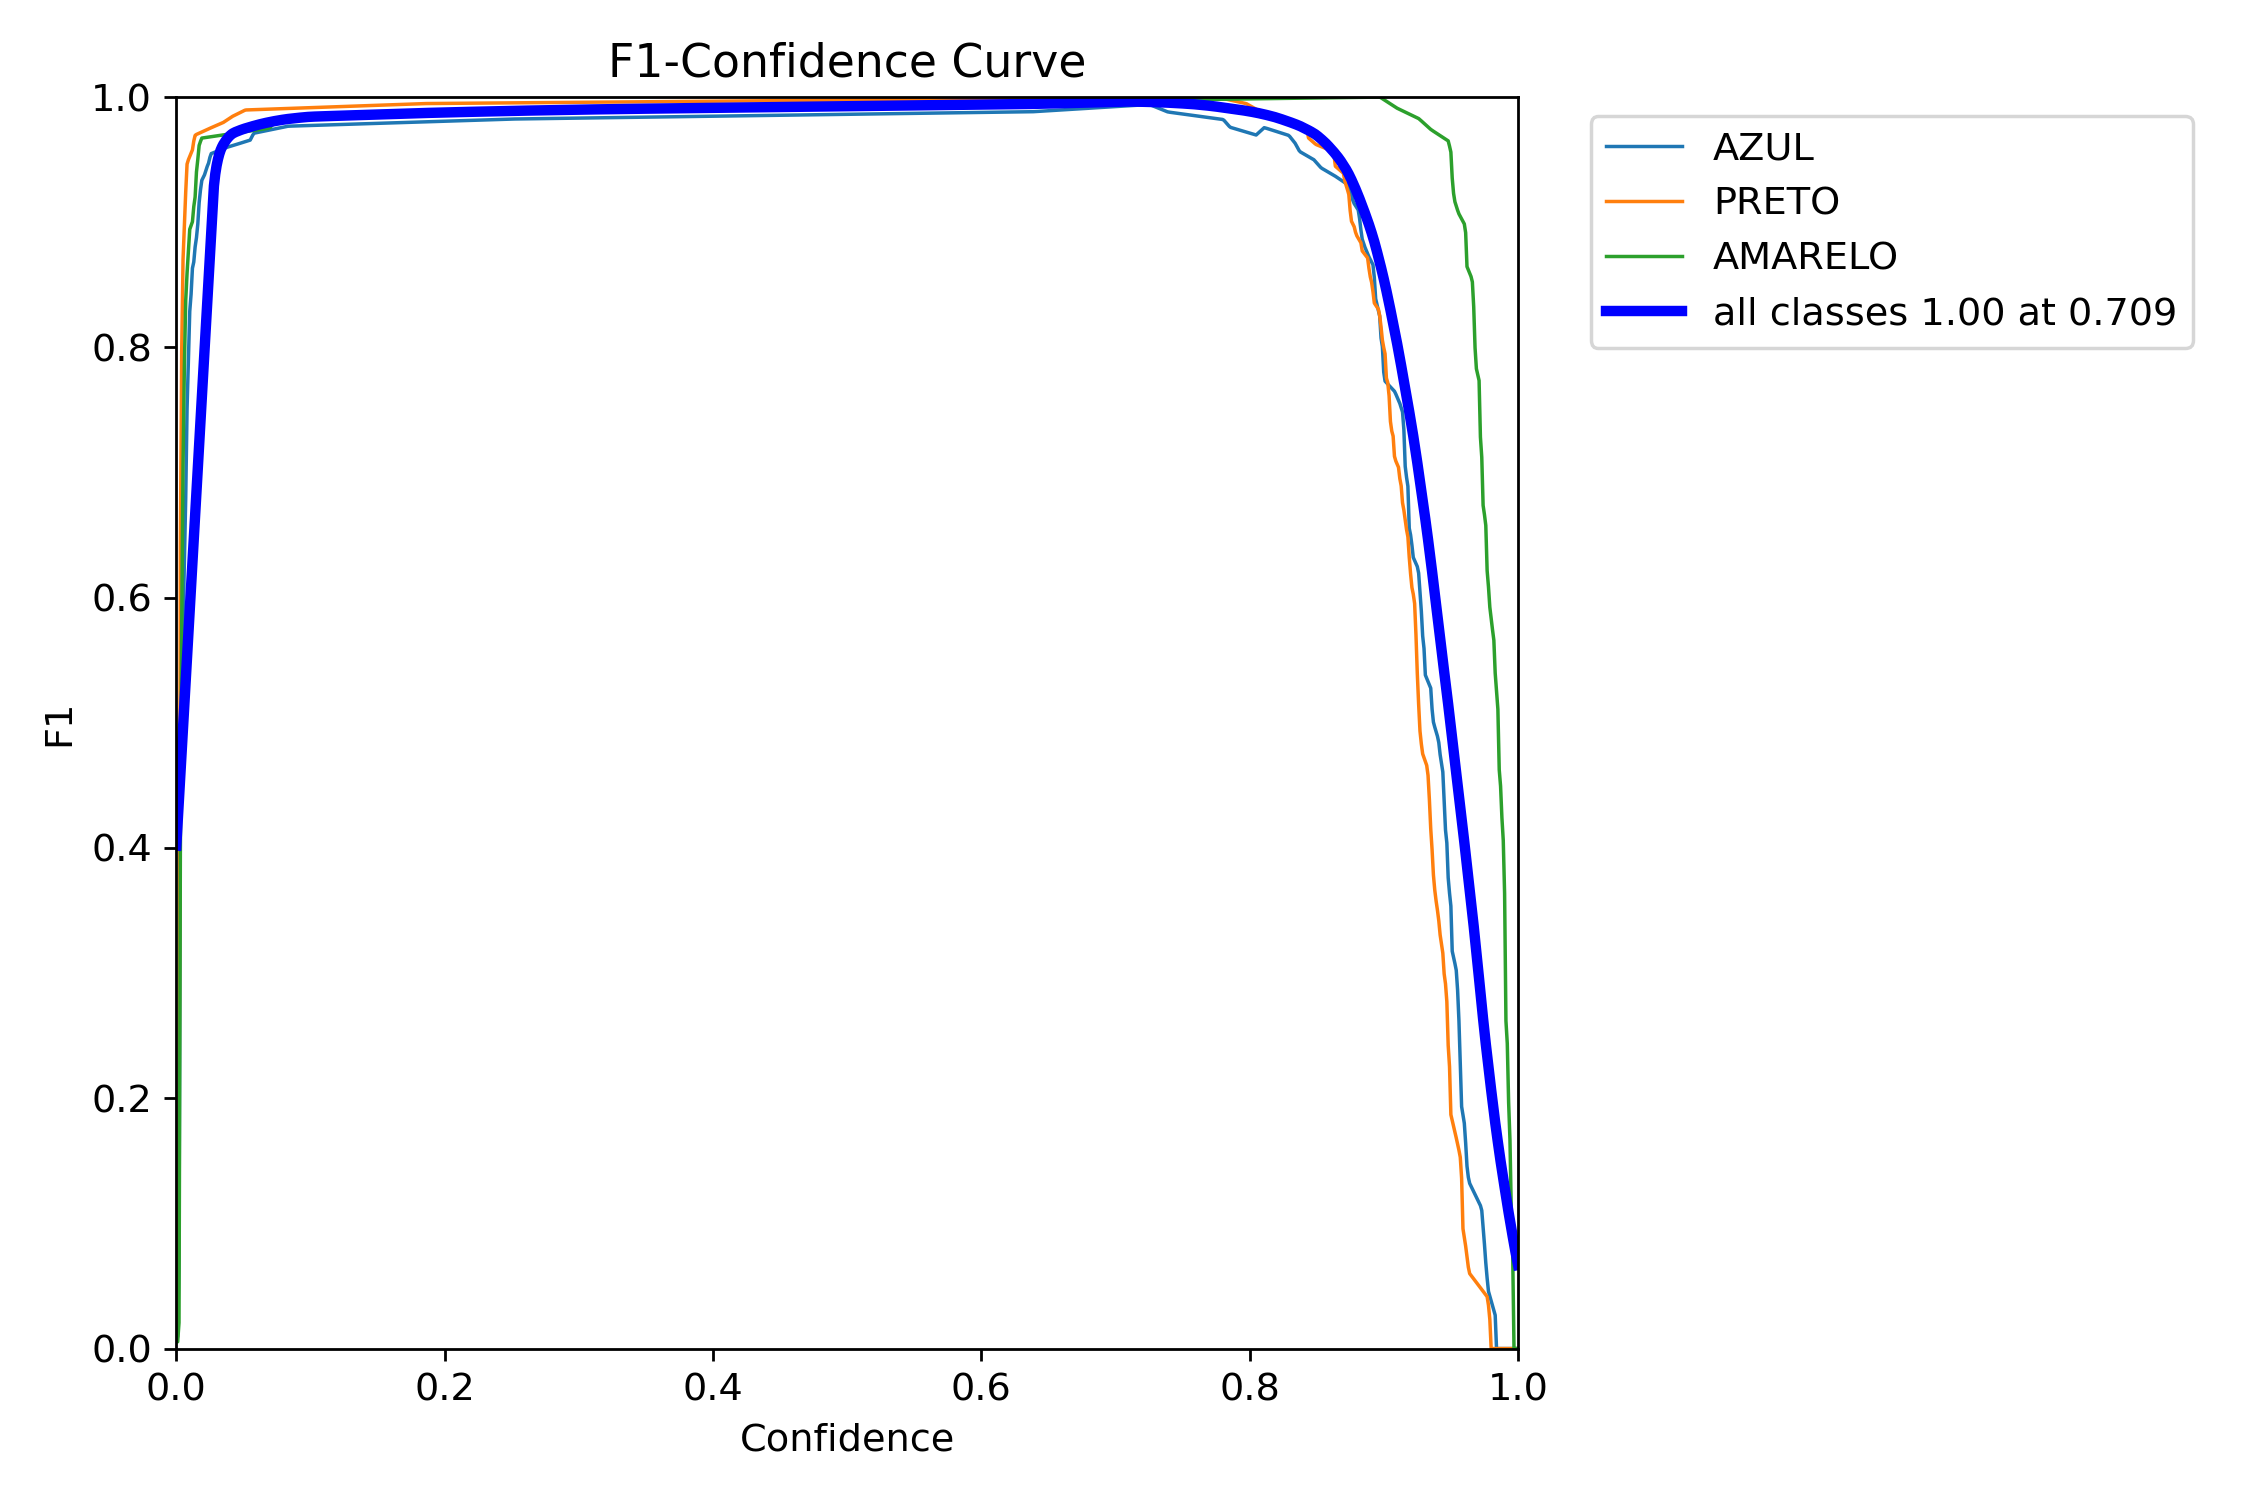 F1-Confidence Curve
1.0
0.8
0.6
0.4
0.2
0.0
F1
0.0 0.2 0.4 0.6 0.8 1.0
Confidence
AZUL
PRETO
AMARELO
all classes 1.00 at 0.709